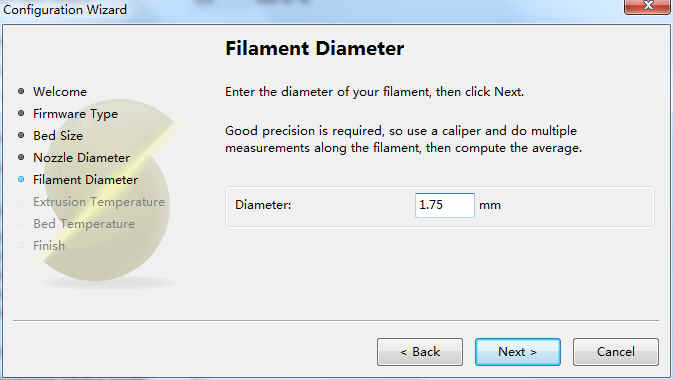 Configuration Wizard
Filament Diameter
Welcome
Firmware Type
Bed Size
Nozzle Diameter
Filament Diameter
Extrusion Temperature
Bed Temperature
Finish
Enter the diameter of your filament, then click Next.
Good precision is required, so use a caliper and do multiple
measurements along the filament, then compute the average.
Diameter: 1.75 mm
< Back Next > Cancel